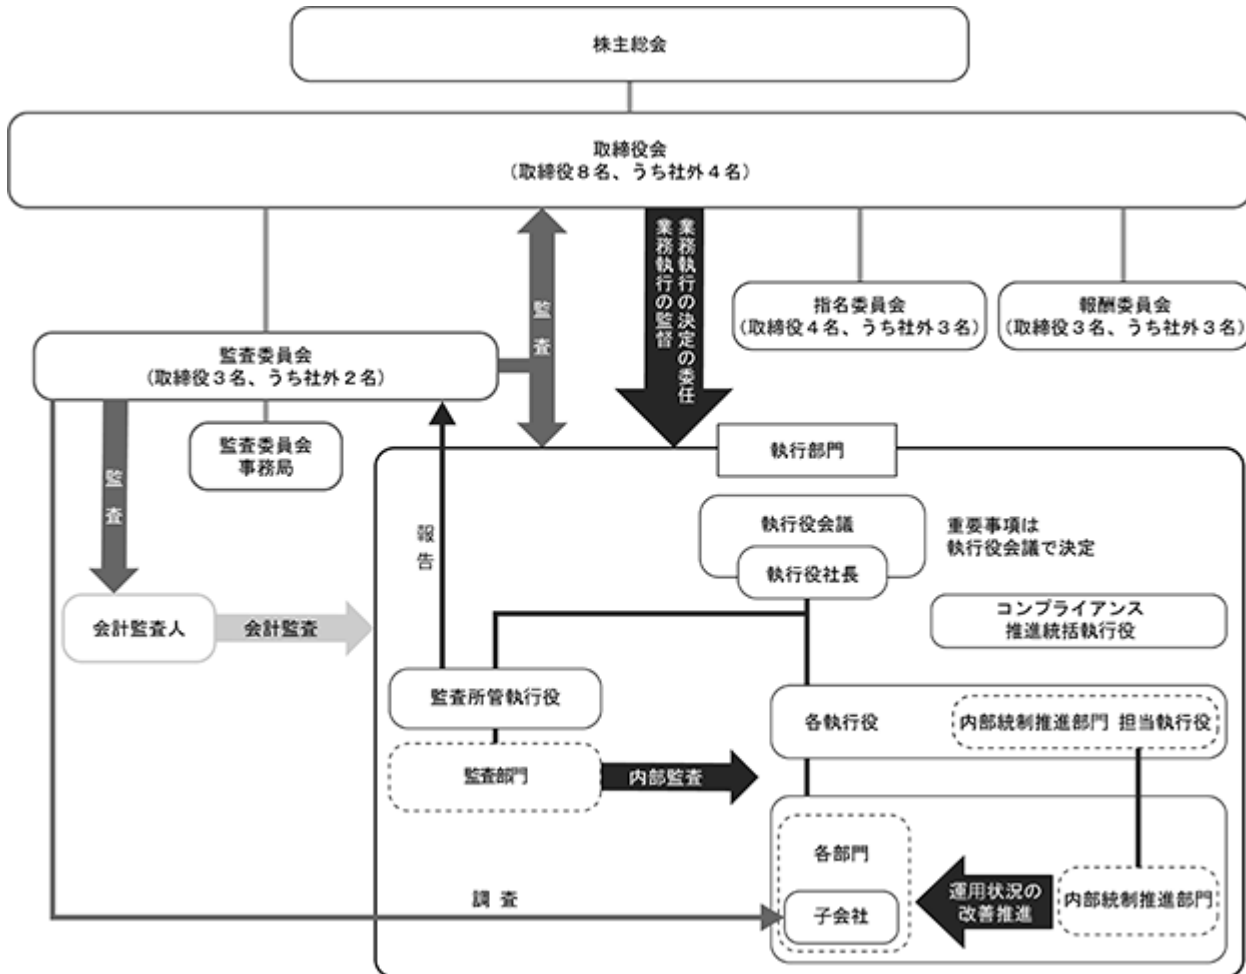 株主総会
取締役会
（取締役８名、うち社外４名）
監査
業務執行の決定の委任
業務執行の監督
指名委員会
（取締役４名、うち社外３名）
報酬委員会
（取締役３名、うち社外３名）
監査委員会
（取締役３名、うち社外２名）
監査
監査委員会
事務局
報告
執行部門
執行役会議
執行役社長
重要事項は
執行役会議で決定
会計監査人
会計監査
コンプライアンス
推進統括執行役
監査所管執行役
各執行役
内部統制推進部門 担当執行役
監査部門
内部監査
各部門
子会社
運用状況の
改善推進
内部統制推進部門
調査